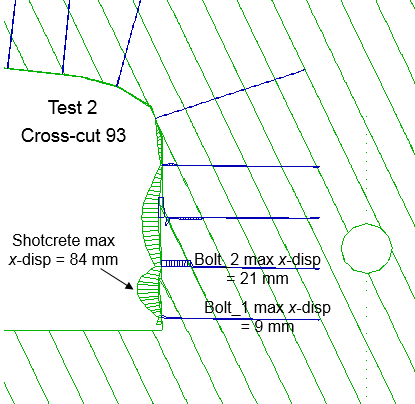 Test 2
Cross-cut 93
Shotcrete max
x-disp = 84 mm
Bolt_2 max x-disp
= 21 mm
Bolt_1 max x-disp
= 9 mm